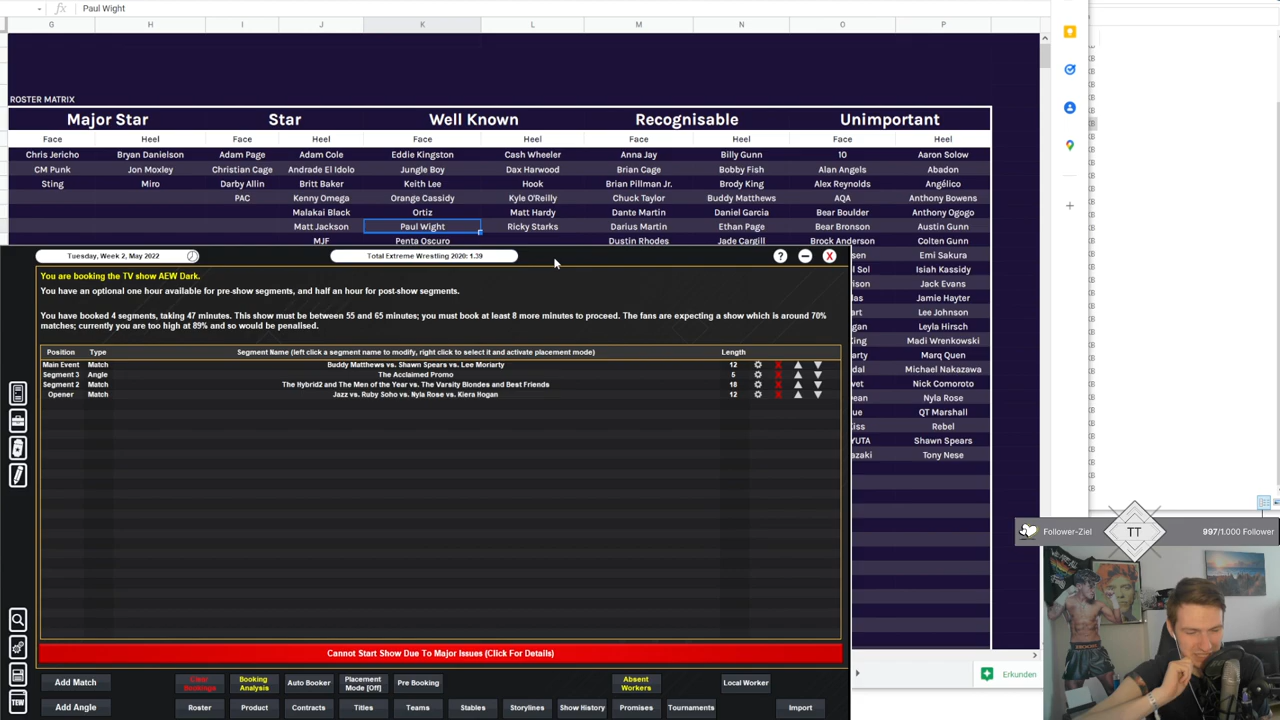 Paul Wight
G H I J K L M N O P
ROSTER MATRIX
Major Star Star Well Known Recognisable Unimportant
Face Heel Face Heel Face Heel Face Heel Face Heel
Chris Jericho Bryan Danielson Adam Page Adam Cole Eddie Kingston Cash Wheeler Anna Jay Billy Gunn 10 Aaron Solow
CM Punk Jon Moxley Christian Cage Andrade El Idolo Jungle Boy Dax Harwood Brian Cage Bobby Fish Alan Angels Abadon
Sting Miro Darby Allin Britt Baker Keith Lee Hook Brian Pillman Jr. Brody King Alex Reynolds Angélico
PAC Kenny Omega Orange Cassidy Kyle O'Reilly Chuck Taylor Buddy Matthews AQA Anthony Bowens
Malakai Black Ortiz Matt Hardy Dante Martin Daniel Garcia Bear Boulder Anthony Ogogo
Matt Jackson Paul Wight Ricky Starks Darius Martin Ethan Page Bear Bronson Austin Gunn
MJF Penta Oscuro Dustin Rhodes Jade Cargill Brock Anderson Colten Gunn
Tuesday, Week 2, May 2022 Total Extreme Wrestling 2020: 1.39 ? X
sen Emi Sakura
You are booking the TV show AEW Dark.
l Sol Isiah Kassidy
You have an optional one hour available for pre-show segments, and half an hour for post-show segments.
Jack Evans
Jamie Hayter
You have booked 4 segments, taking 47 minutes. This show must be between 55 and 65 minutes; you must book at least 8 more minutes to proceed. The fans are expecting a show which is around 70%
Lee Johnson
matches; currently you are too high at 89% and so would be penalised.
Leyla Hirsch
Madi Wrenkowski
Position Type Segment Name (left click a segment name to modify, right click to select it and activate placement mode) Length
Marq Quen
Main Event Match Buddy Matthews vs. Shawn Spears vs. Lee Moriarty 12 X
Michael Nakazawa
Segment 3 Angle The Acclaimed Promo 5 X
Segment 2 Match The Hybrid2 and The Men of the Year vs. The Varsity Blondes and Best Friends 18 X
Nick Comoroto
Opener Match Jazz vs. Ruby Soho vs. Nyla Rose vs. Kiera Hogan 12 X
Nyla Rose
QT Marshall
Rebel
YUTA Shawn Spears
azaki Tony Nese
Follower-Ziel TT 997/1.000 Follower
Cannot Start Show Due To Major Issues (Click For Details)
Erkunden
Add Match Clear Bookings Booking Analysis Auto Booker Placement Mode [Off] Pre Booking Absent Workers Local Worker
TEW
Add Angle Roster Product Contracts Titles Teams Stables Storylines Show History Promises Tournaments Import